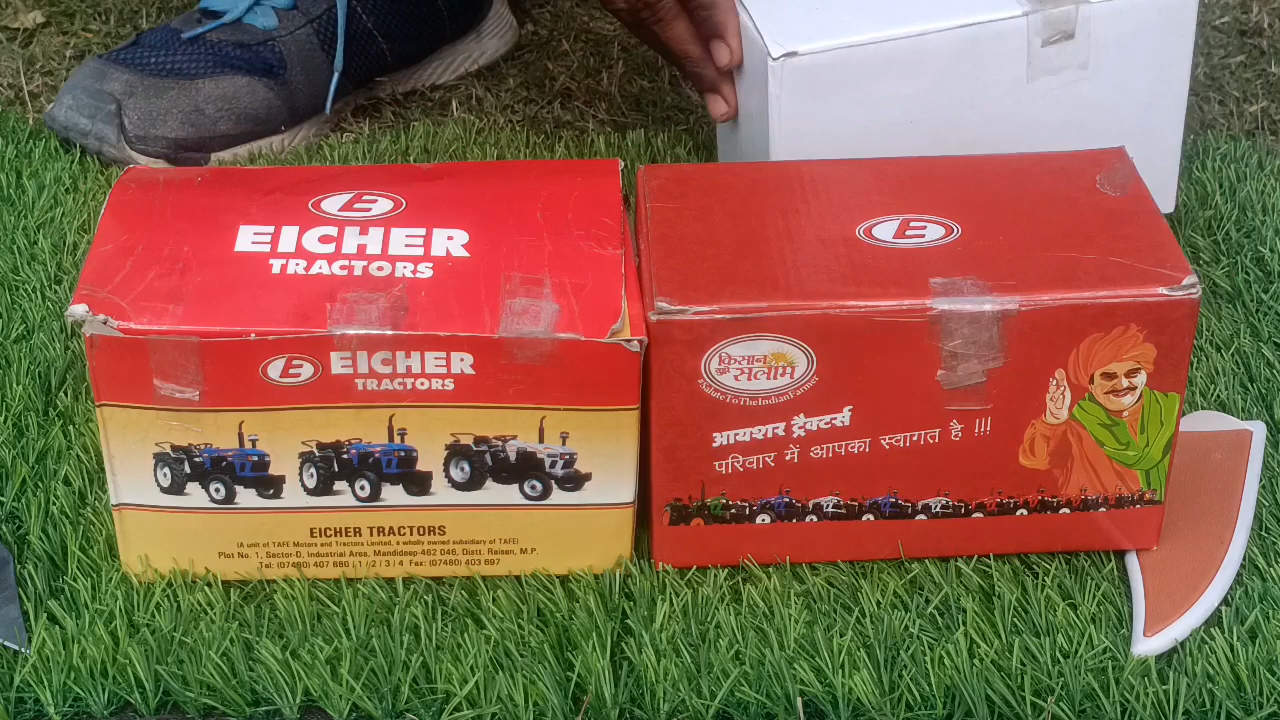 EICHER
TRACTORS
EICHER
TRACTORS
EICHER TRACTORS
(A unit of TAFE Motors and Tractors Limited, a wholly owned subsidiary of TAFE)
Plot No. 1, Sector-D, Industrial Area, Mandideep-462 046, Distt. Raisen, M.P.
Tel: (07480) 407 680 / 1 / 2 / 3 / 4 Fax: (07480) 403 697
किसान
तुझे सलाम
#SaluteToTheIndianFarmer
आयशर ट्रैक्टर्स
परिवार में आपका स्वागत है !!!